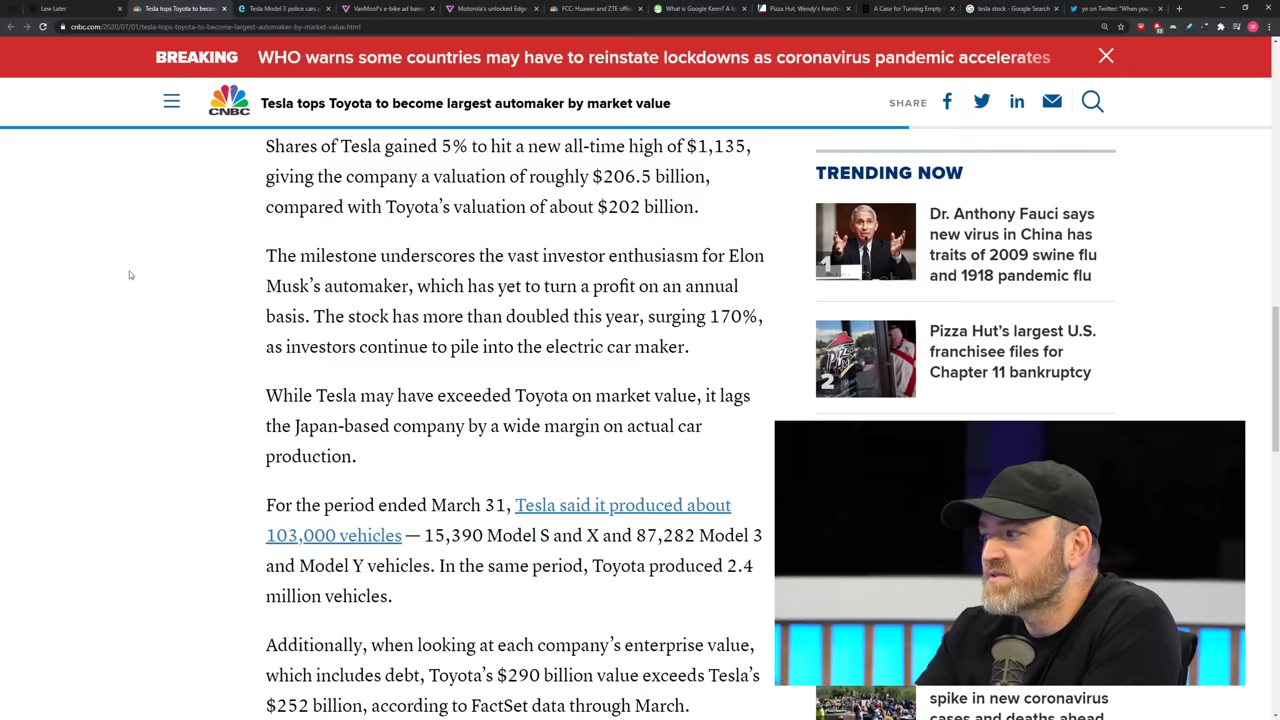 Lew Later
Tesla tops Toyota to becom
Tesla Model 3 police cars p
VanMoof's e-bike ad banned
Motorola's unlocked Edge
FCC: Huawei and ZTE offici
What is Google Keen? A lo
Pizza Hut, Wendy's franch
A Case for Turning Empty
tesla stock - Google Search
ye on Twitter: "When you g
cnbc.com/2020/07/01/tesla-tops-toyota-to-become-largest-automaker-by-market-value.html
BREAKING WHO warns some countries may have to reinstate lockdowns as coronavirus pandemic accelerates
CNBC
Tesla tops Toyota to become largest automaker by market value
SHARE
Shares of Tesla gained 5% to hit a new all-time high of $1,135,
giving the company a valuation of roughly $206.5 billion,
compared with Toyota's valuation of about $202 billion.
The milestone underscores the vast investor enthusiasm for Elon
Musk's automaker, which has yet to turn a profit on an annual
basis. The stock has more than doubled this year, surging 170%,
as investors continue to pile into the electric car maker.
While Tesla may have exceeded Toyota on market value, it lags
the Japan-based company by a wide margin on actual car
production.
For the period ended March 31, Tesla said it produced about
103,000 vehicles — 15,390 Model S and X and 87,282 Model 3
and Model Y vehicles. In the same period, Toyota produced 2.4
million vehicles.
Additionally, when looking at each company's enterprise value,
which includes debt, Toyota's $290 billion value exceeds Tesla's
$252 billion, according to FactSet data through March.
TRENDING NOW
1
Dr. Anthony Fauci says
new virus in China has
traits of 2009 swine flu
and 1918 pandemic flu
2
Pizza Hut's largest U.S.
franchisee files for
Chapter 11 bankruptcy
spike in new coronavirus
cases and deaths ahead